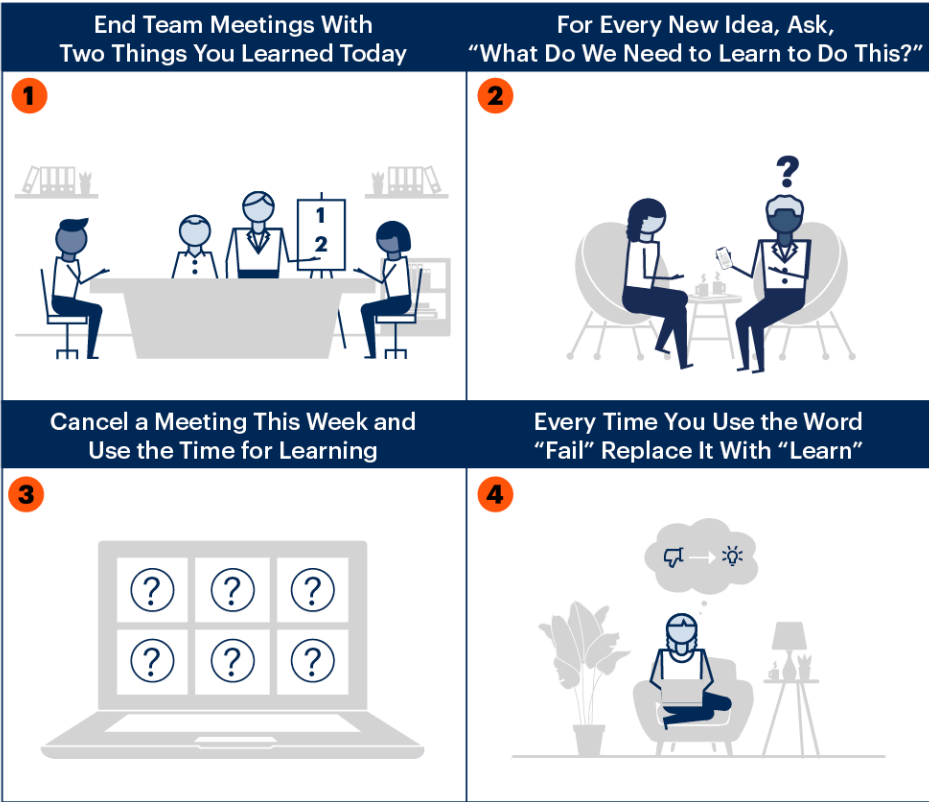 End Team Meetings With
Two Things You Learned Today
1
1
2
For Every New Idea, Ask,
“What Do We Need to Learn to Do This?”
2
?
Cancel a Meeting This Week and
Use the Time for Learning
3
? ? ?
? ? ?
Every Time You Use the Word
“Fail” Replace It With “Learn”
4